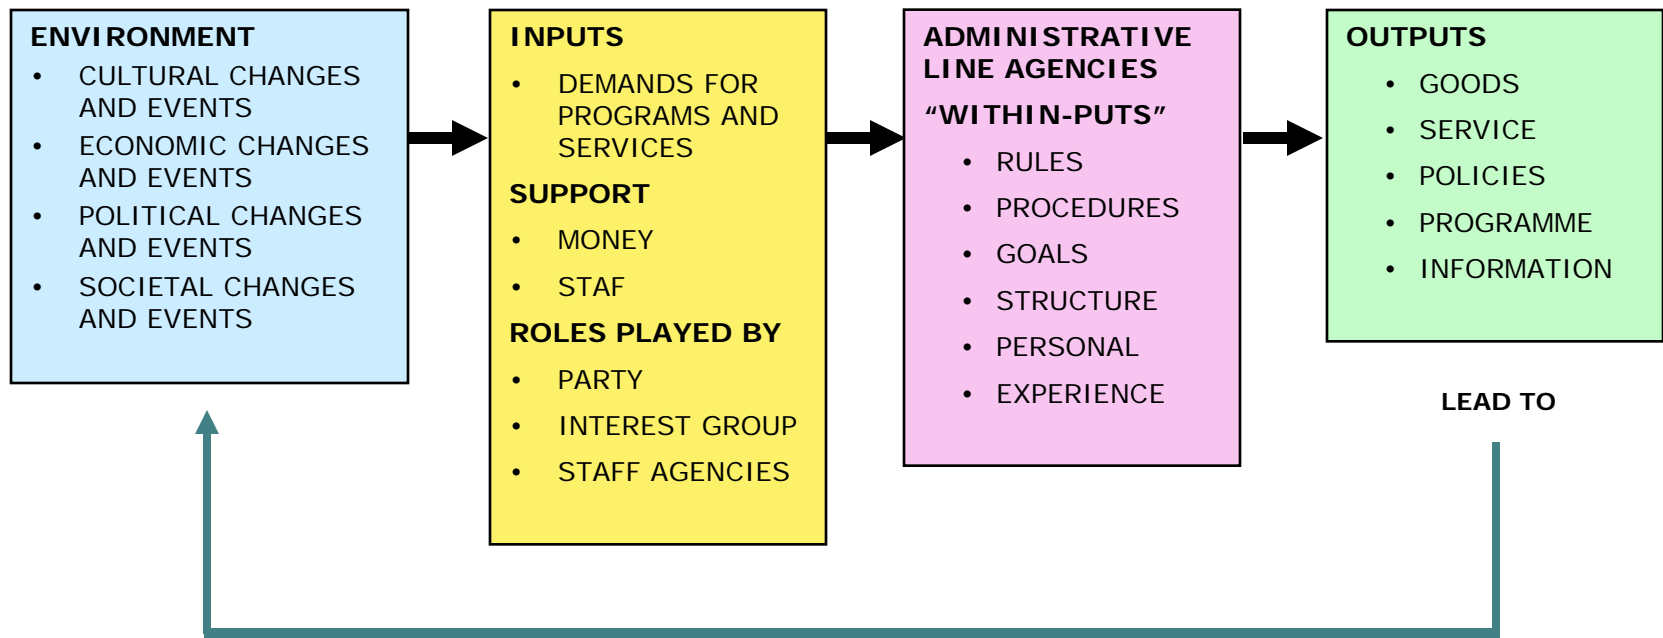 ENVIRONMENT
• CULTURAL CHANGES
AND EVENTS
• ECONOMIC CHANGES
AND EVENTS
• POLITICAL CHANGES
AND EVENTS
• SOCIETAL CHANGES
AND EVENTS
INPUTS
• DEMANDS FOR
PROGRAMS AND
SERVICES
SUPPORT
• MONEY
• STAF
ROLES PLAYED BY
• PARTY
• INTEREST GROUP
• STAFF AGENCIES
ADMINISTRATIVE
LINE AGENCIES
“WITHIN-PUTS”
• RULES
• PROCEDURES
• GOALS
• STRUCTURE
• PERSONAL
• EXPERIENCE
OUTPUTS
• GOODS
• SERVICE
• POLICIES
• PROGRAMME
• INFORMATION
LEAD TO